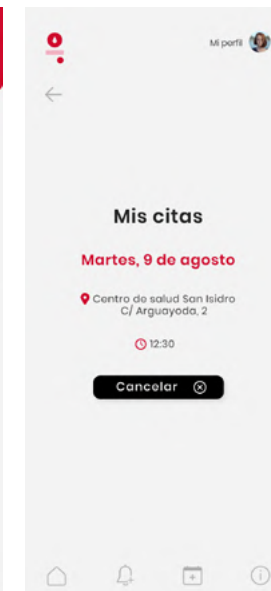 Mi perfil
Mis citas
Martes, 9 de agosto
Centro de salud San Isidro
C/ Arguayoda, 2
12:30
Cancelar